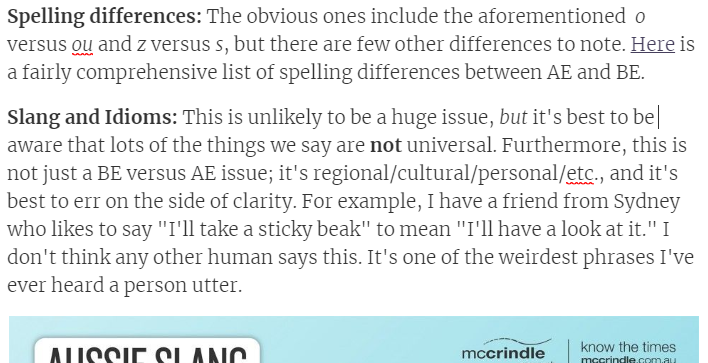 Spelling differences: The obvious ones include the aforementioned o
versus ou and z versus s, but there are few other differences to note. Here is
a fairly comprehensive list of spelling differences between AE and BE.
Slang and Idioms: This is unlikely to be a huge issue, but it's best to be
aware that lots of the things we say are not universal. Furthermore, this is
not just a BE versus AE issue; it's regional/cultural/personal/etc., and it's
best to err on the side of clarity. For example, I have a friend from Sydney
who likes to say "I'll take a sticky beak" to mean "I'll have a look at it." I
don't think any other human says this. It's one of the weirdest phrases I've
ever heard a person utter.
AUSSIE SLANG
mccrindle
know the times
mccrindle.com.au